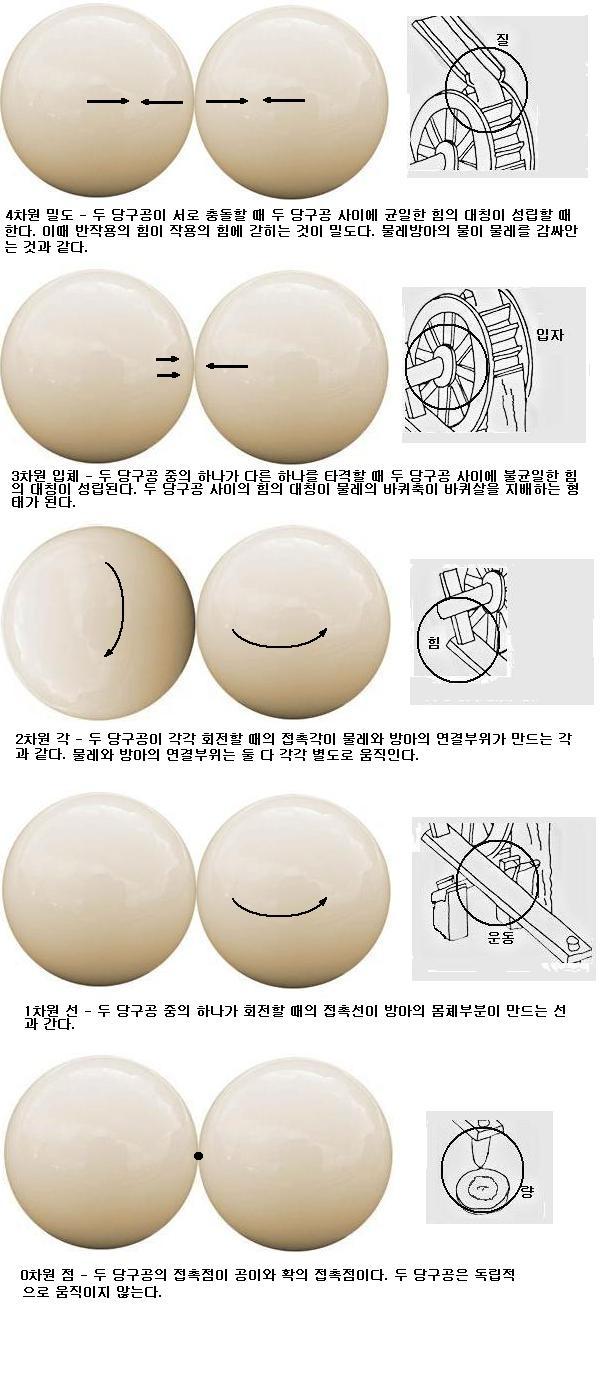 질
4차원 밀도 - 두 당구공이 서로 충돌할 때 두 당구공 사이에 균일한 힘의 대칭이 성립할 때
한다. 이때 반작용의 힘이 작용의 힘에 갇히는 것이 밀도다. 물레방아의 물이 물레를 감싸안
는 것과 같다.
입자
3차원 입체 - 두 당구공 중의 하나가 다른 하나를 타격할 때 두 당구공 사이에 불균일한 힘
의 대칭이 성립된다. 두 당구공 사이의 힘의 대칭이 물레의 바퀴축이 바퀴살을 지배하는 형
태가 된다.
힘
2차원 각 - 두 당구공이 각각 회전할 때의 접촉각이 물레와 방아의 연결부위가 만드는 각
과 같다. 물레와 방아의 연결부위는 둘 다 각각 별도로 움직인다.
운동
1차원 선 - 두 당구공 중의 하나가 회전할 때의 접촉선이 방아의 몸체부분이 만드는 선
과 간다.
량
0차원 점 - 두 당구공의 접촉점이 공이와 확의 접촉점이다. 두 당구공은 독립적
으로 움직이지 않는다.